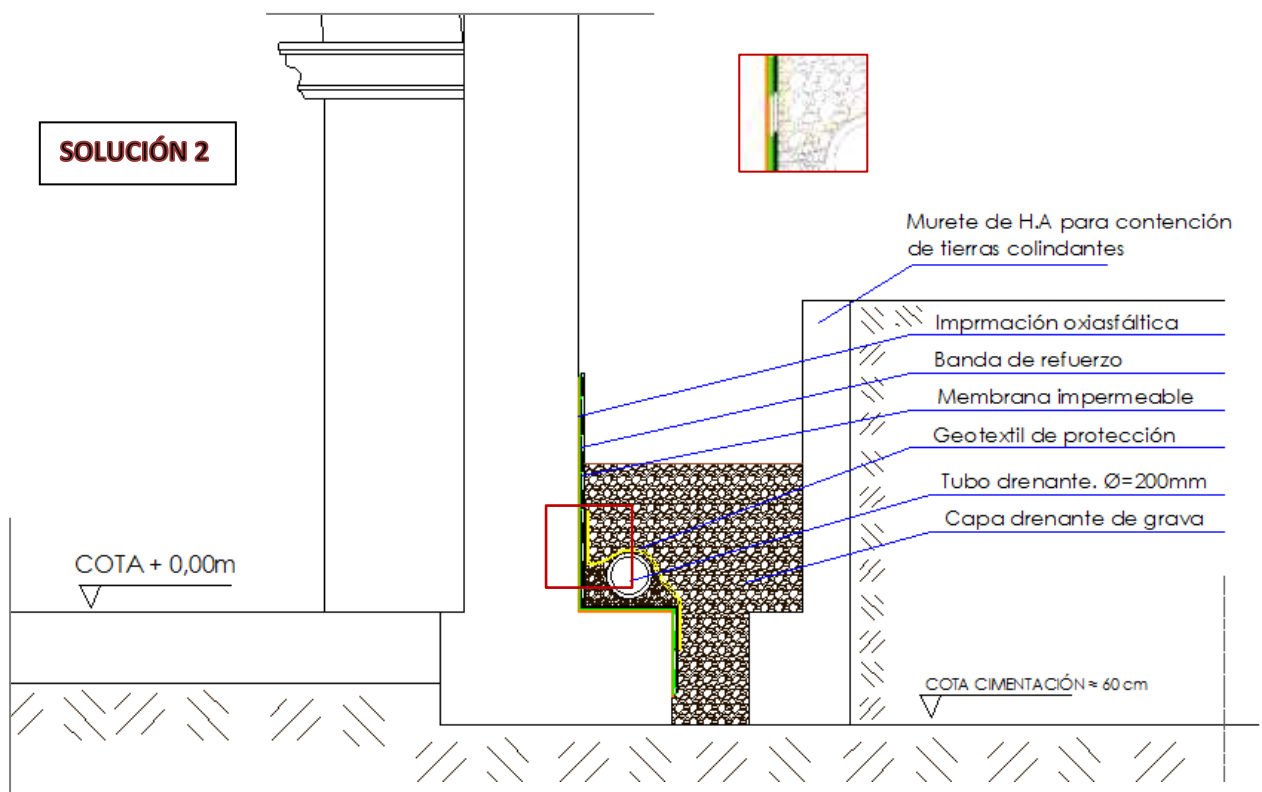 SOLUCIÓN 2
Murete de H.A para contención
de tierras colindantes
Imprmación oxiasfáltica
Banda de refuerzo
Membrana impermeable
Geotextil de protección
Tubo drenante. Ø=200mm
Capa drenante de grava
COTA + 0,00m
COTA CIMENTACIÓN ≈ 60 cm